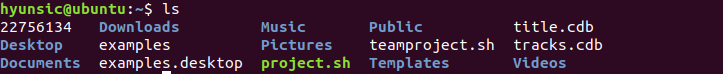 hyunsic@ubuntu:~$ ls
22756134 Downloads Music Public title.cdb
Desktop examples Pictures teamproject.sh tracks.cdb
Documents examples.desktop project.sh Templates Videos